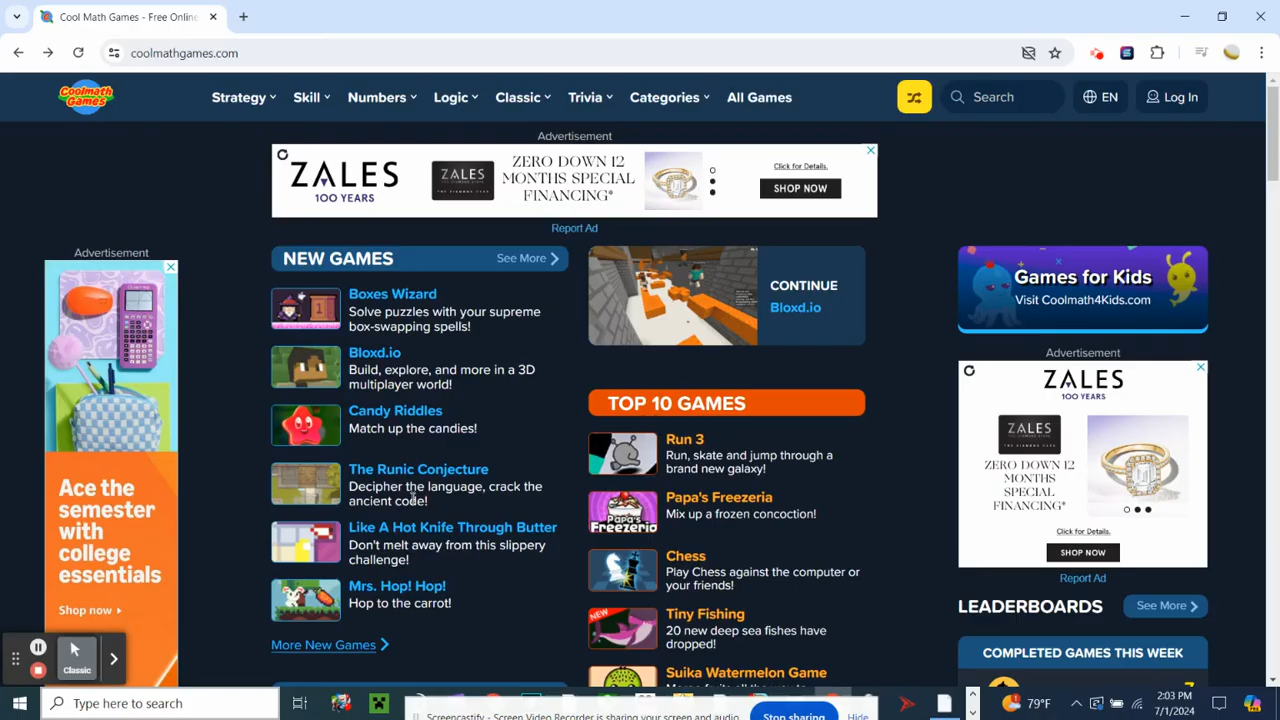 Cool Math Games - Free Online
coolmathgames.com
Coolmath Games
Strategy
Skill
Numbers
Logic
Classic
Trivia
Categories
All Games
Search
EN
Log In
Advertisement
ZALES
100 YEARS
ZALES
ZERO DOWN 12
MONTHS SPECIAL
FINANCING*
Click for Details.
SHOP NOW
Report Ad
Advertisement
Ace the
semester
with
college
essentials
Shop now
NEW GAMES
See More
Boxes Wizard
Solve puzzles with your supreme
box-swapping spells!
Bloxd.io
Build, explore, and more in a 3D
multiplayer world!
Candy Riddles
Match up the candies!
The Runic Conjecture
Decipher the language, crack the
ancient code!
Like A Hot Knife Through Butter
Don't melt away from this slippery
challenge!
Mrs. Hop! Hop!
Hop to the carrot!
More New Games
CONTINUE
Bloxd.io
TOP 10 GAMES
Run 3
Run, skate and jump through a
brand new galaxy!
Papa's Freezeria
Papa's Freezeria
Mix up a frozen concoction!
Chess
Play Chess against the computer or
your friends!
NEW
Tiny Fishing
20 new deep sea fishes have
dropped!
Suika Watermelon Game
Games for Kids
Visit Coolmath4Kids.com
Advertisement
ZALES
100 YEARS
ZALES
ZERO DOWN 12
MONTHS SPECIAL
FINANCING*
Click for Details.
SHOP NOW
Report Ad
LEADERBOARDS
See More
COMPLETED GAMES THIS WEEK
7
Classic
Type here to search
Screencastify - Screen Video Recorder is sharing your screen and audio.
Stop sharing
Hide
79°F
2:03 PM
7/1/2024